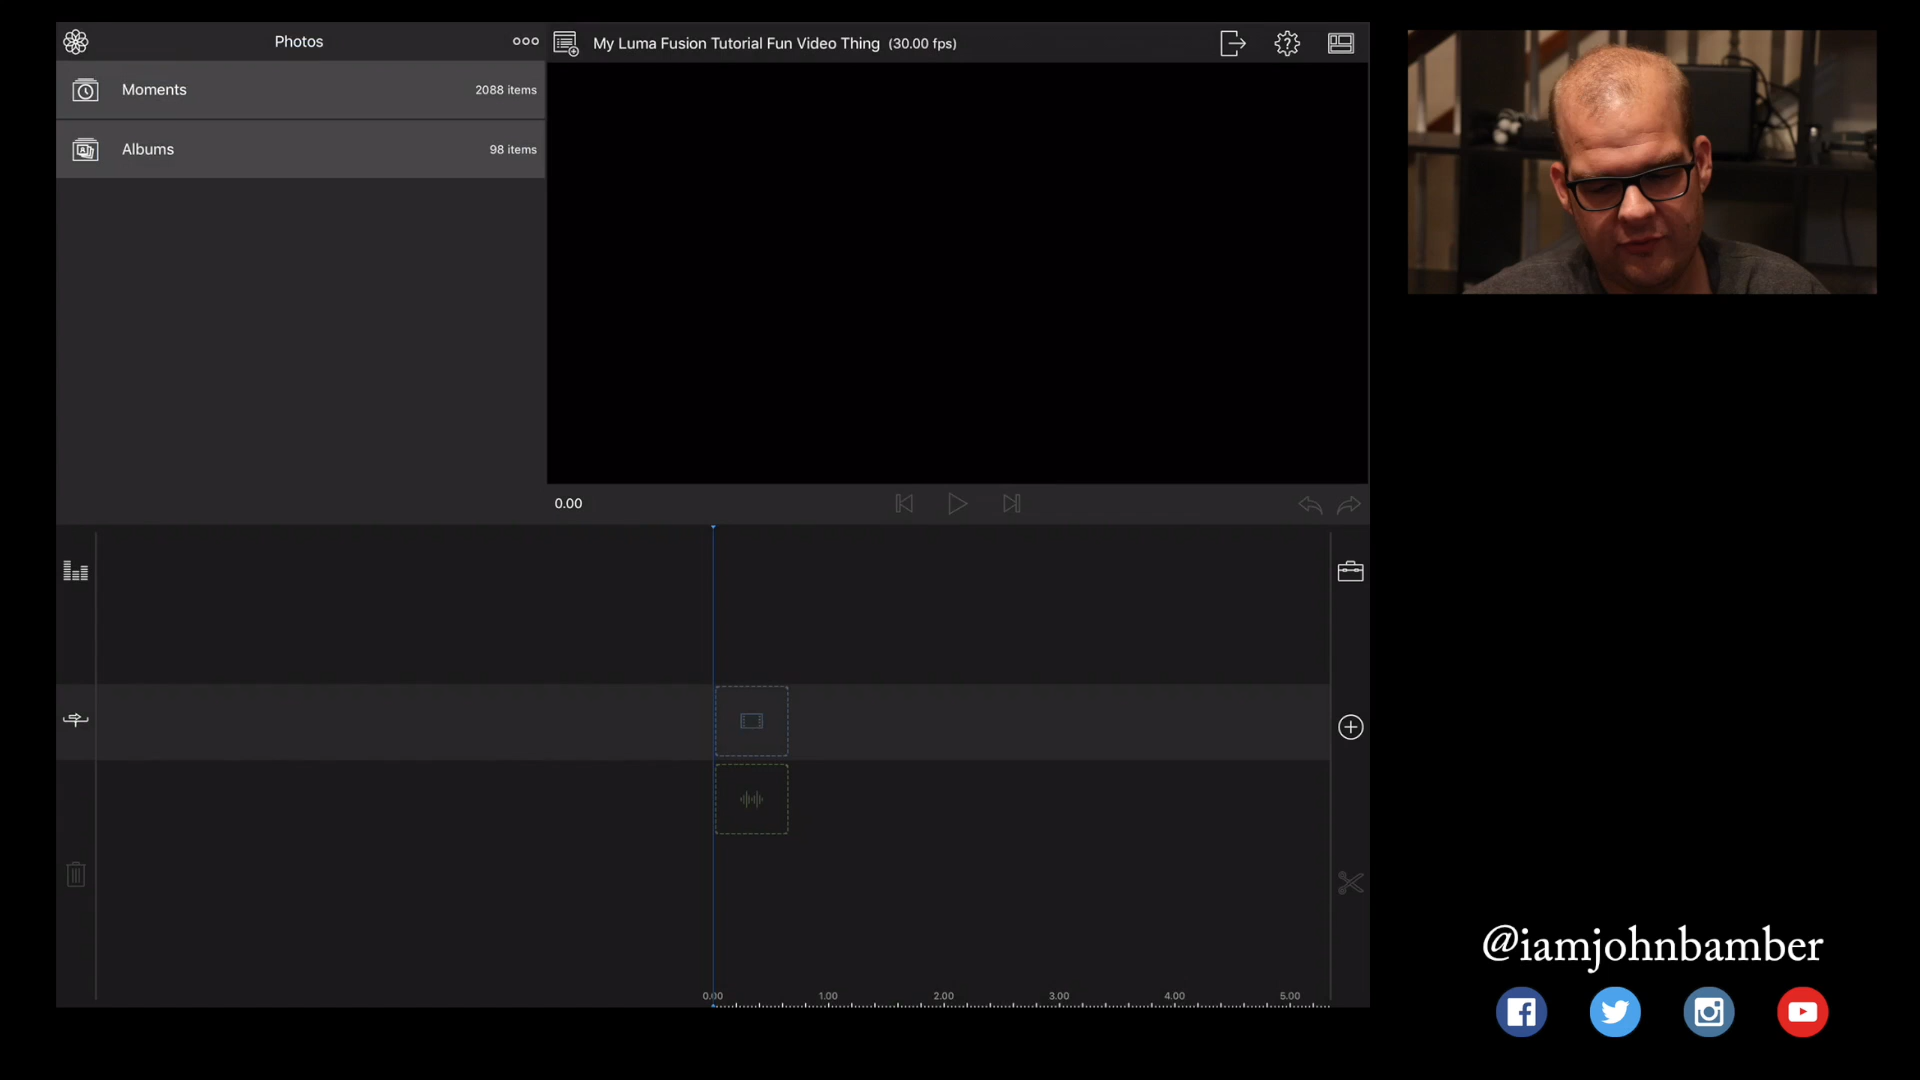 Photos
My Luma Fusion Tutorial Fun Video Thing (30.00 fps)
Moments
2088 items
Albums
98 items
0.00
0.00
1.00
2.00
3.00
4.00
5.00
@iamjohnbamber